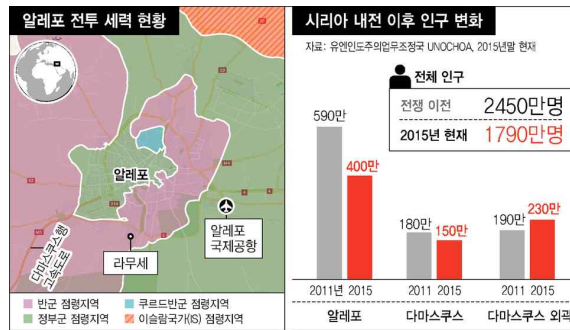 알레포 전투 세력 현황
알레포
라무세
알레포
국제공항
다마스쿠스행
고속도로
반군 점령지역
쿠르드반군 점령지역
정부군 점령지역
이슬람국가(IS) 점령지역
시리아 내전 이후 인구 변화
자료: 유엔인도주의업무조정국 UNOCHOA, 2015년말 현재
전체 인구
전쟁 이전 2450만명
2015년 현재 1790만명
590만
400만
180만
150만
190만
230만
2011년 2015
2011 2015
2011 2015
알레포
다마스쿠스
다마스쿠스 외곽